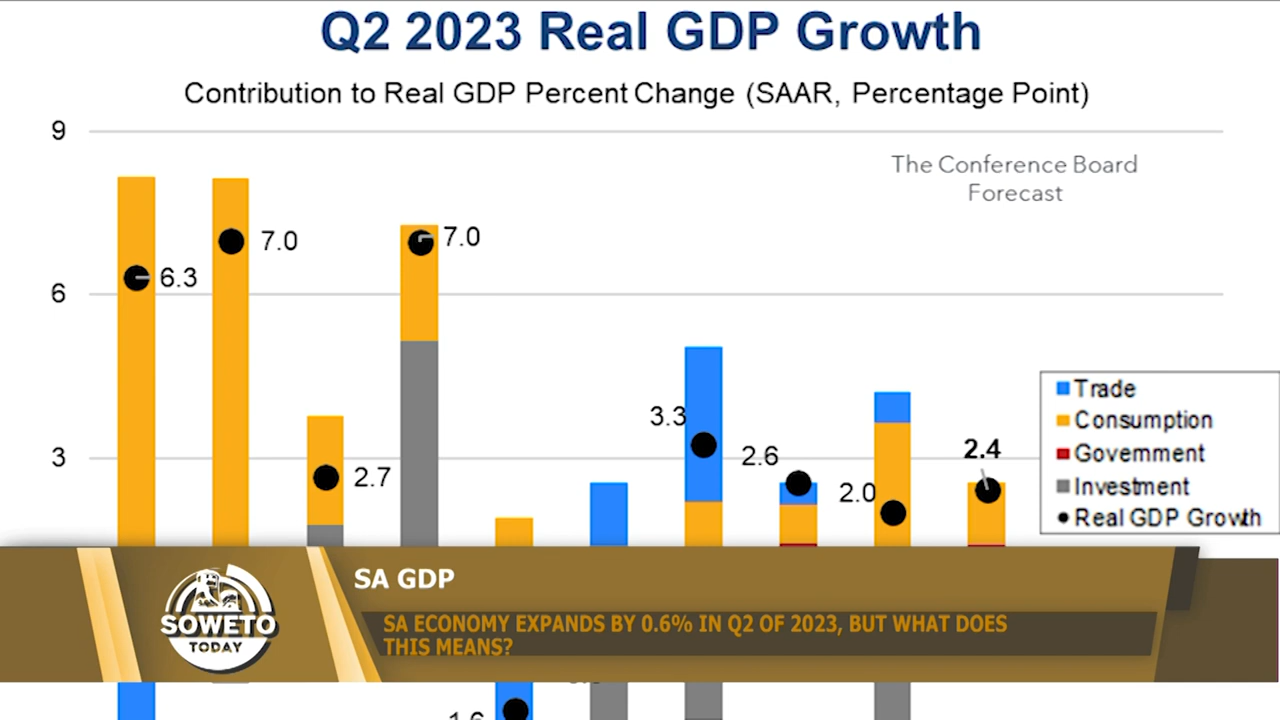 Q2 2023 Real GDP Growth
Contribution to Real GDP Percent Change (SAAR, Percentage Point)
9
The Conference Board
Forecast
7.0
7.0
6.3
6
Trade
3.3
Consumption
2.4
3
2.6
Government
2.7
2.0
Investment
Real GDP Growth
SA GDP
SOWETO
TODAY
SA ECONOMY EXPANDS BY 0.6% IN Q2 OF 2023, BUT WHAT DOES
THIS MEANS?